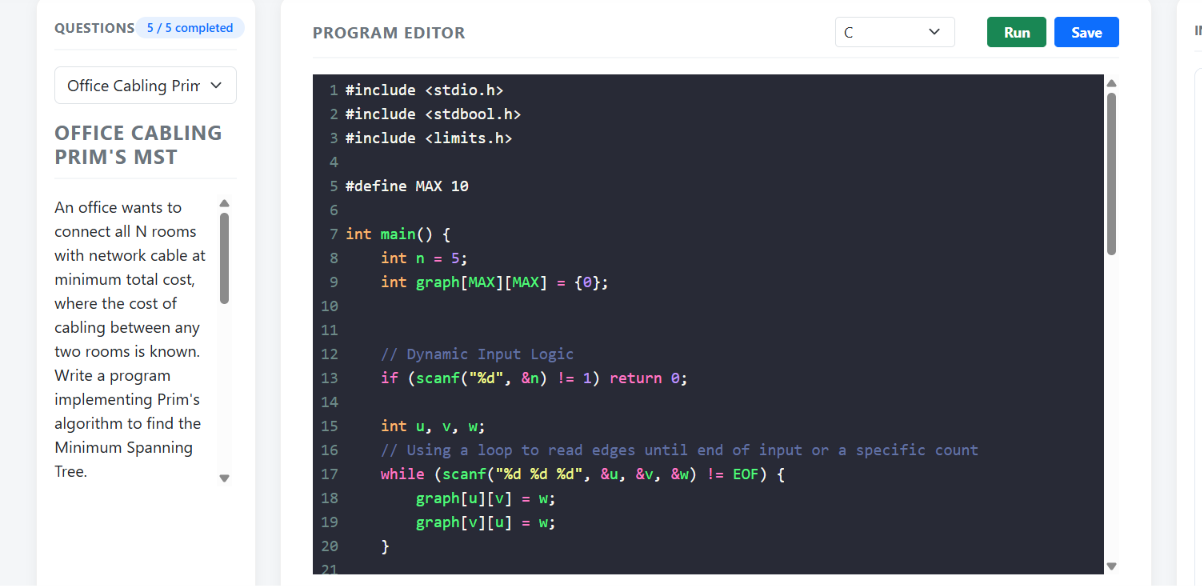 QUESTIONS 5 / 5 completed
Office Cabling Prim
OFFICE CABLING
PRIM'S MST
An office wants to
connect all N rooms
with network cable at
minimum total cost,
where the cost of
cabling between any
two rooms is known.
Write a program
implementing Prim's
algorithm to find the
Minimum Spanning
Tree.
PROGRAM EDITOR
C
Run
Save
1 #include <stdio.h>
2 #include <stdbool.h>
3 #include <limits.h>
4
5 #define MAX 10
6
7 int main() {
8     int n = 5;
9     int graph[MAX][MAX] = {0};
10
11
12     // Dynamic Input Logic
13     if (scanf("%d", &n) != 1) return 0;
14
15     int u, v, w;
16     // Using a loop to read edges until end of input or a specific count
17     while (scanf("%d %d %d", &u, &v, &w) != EOF) {
18         graph[u][v] = w;
19         graph[v][u] = w;
20     }
21